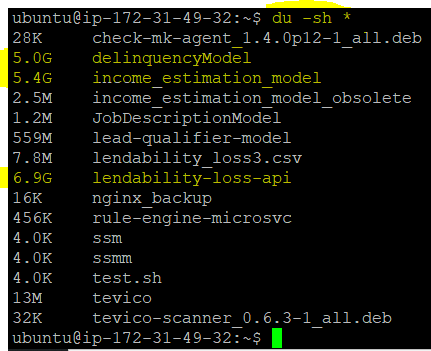 ubuntu@ip-172-31-49-32:~$ du -sh *
28K check-mk-agent_1.4.0p12-1_all.deb
5.0G delinquencyModel
5.4G income_estimation_model
2.5M income_estimation_model_obsolete
1.2M JobDescriptionModel
559M lead-qualifier-model
7.8M lendability_loss3.csv
6.9G lendability-loss-api
16K nginx_backup
456K rule-engine-microsvc
4.0K ssm
4.0K ssmm
4.0K test.sh
13M tevico
32K tevico-scanner_0.6.3-1_all.deb
ubuntu@ip-172-31-49-32:~$